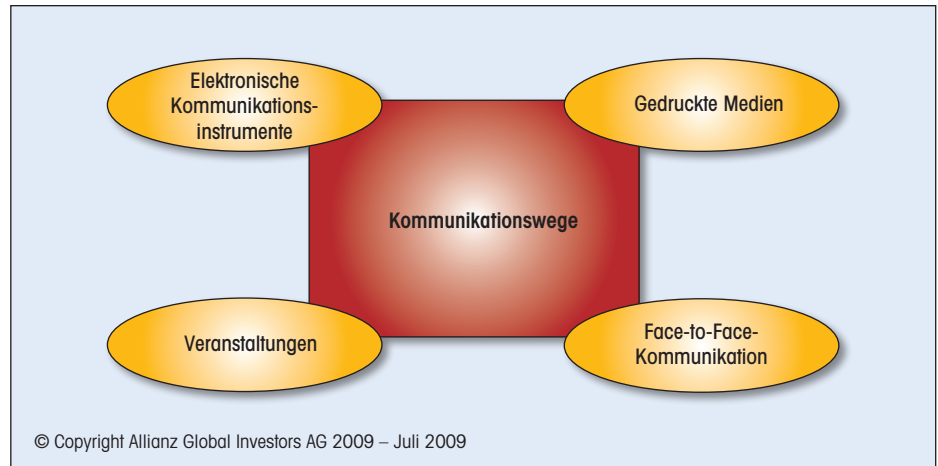 Elektronische
Kommunikations-
instrumente
Gedruckte Medien
Kommunikationswege
Veranstaltungen
Face-to-Face-
Kommunikation
© Copyright Allianz Global Investors AG 2009 – Juli 2009